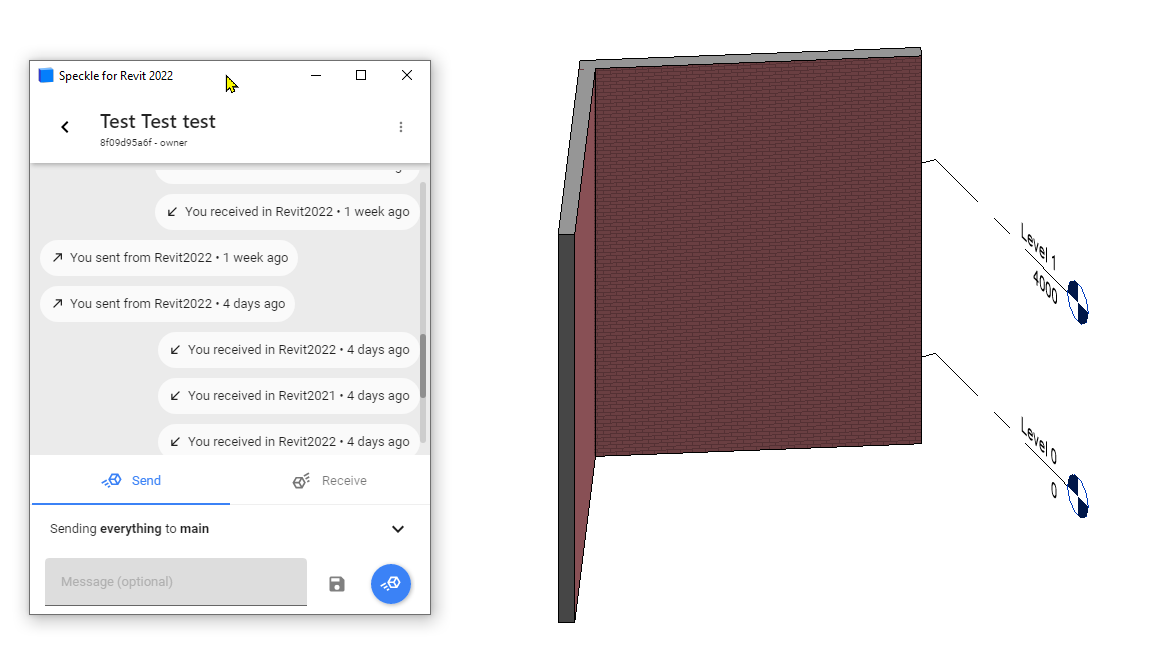 Speckle for Revit 2022
Test Test test
8f09d95a6f - owner
You received in Revit2022 • 1 week ago
You sent from Revit2022 • 1 week ago
You sent from Revit2022 • 4 days ago
You received in Revit2022 • 4 days ago
You received in Revit2021 • 4 days ago
You received in Revit2022 • 4 days ago
Send
Receive
Sending everything to main
Message (optional)
Level 1
4000
Level 0
0